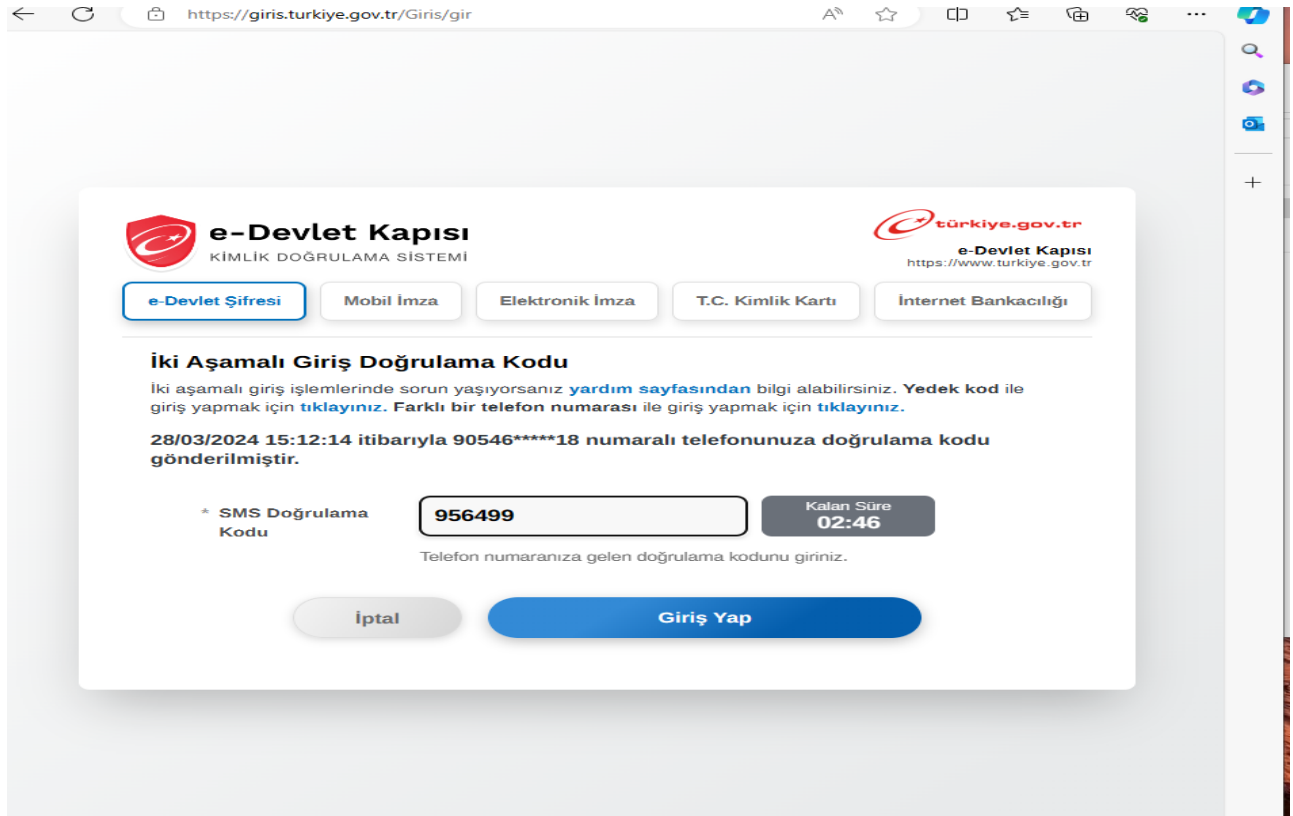 https://giris.turkiye.gov.tr/Giris/gir
e-Devlet Kapısı
KİMLİK DOĞRULAMA SİSTEMİ
türkiye.gov.tr
e-Devlet Kapısı
https://www.turkiye.gov.tr
e-Devlet Şifresi
Mobil İmza
Elektronik İmza
T.C. Kimlik Kartı
İnternet Bankacılığı
İki Aşamalı Giriş Doğrulama Kodu
İki aşamalı giriş işlemlerinde sorun yaşıyorsanız yardım sayfasından bilgi alabilirsiniz. Yedek kod ile
giriş yapmak için tıklayınız. Farklı bir telefon numarası ile giriş yapmak için tıklayınız.
28/03/2024 15:12:14 itibarıyla 90546*****18 numaralı telefonunuza doğrulama kodu
gönderilmiştir.
* SMS Doğrulama
Kodu
956499
Kalan Süre
02:46
Telefon numaranıza gelen doğrulama kodunu giriniz.
İptal
Giriş Yap